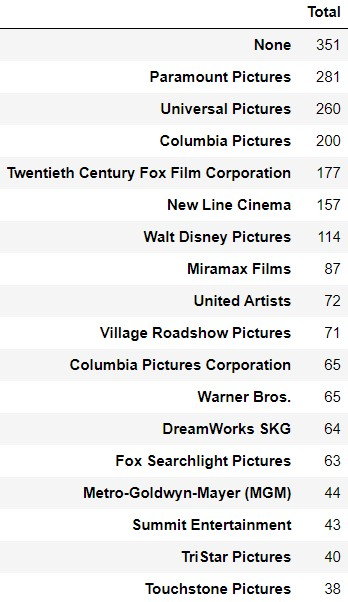 Total
None 351
Paramount Pictures 281
Universal Pictures 260
Columbia Pictures 200
Twentieth Century Fox Film Corporation 177
New Line Cinema 157
Walt Disney Pictures 114
Miramax Films 87
United Artists 72
Village Roadshow Pictures 71
Columbia Pictures Corporation 65
Warner Bros. 65
DreamWorks SKG 64
Fox Searchlight Pictures 63
Metro-Goldwyn-Mayer (MGM) 44
Summit Entertainment 43
TriStar Pictures 40
Touchstone Pictures 38